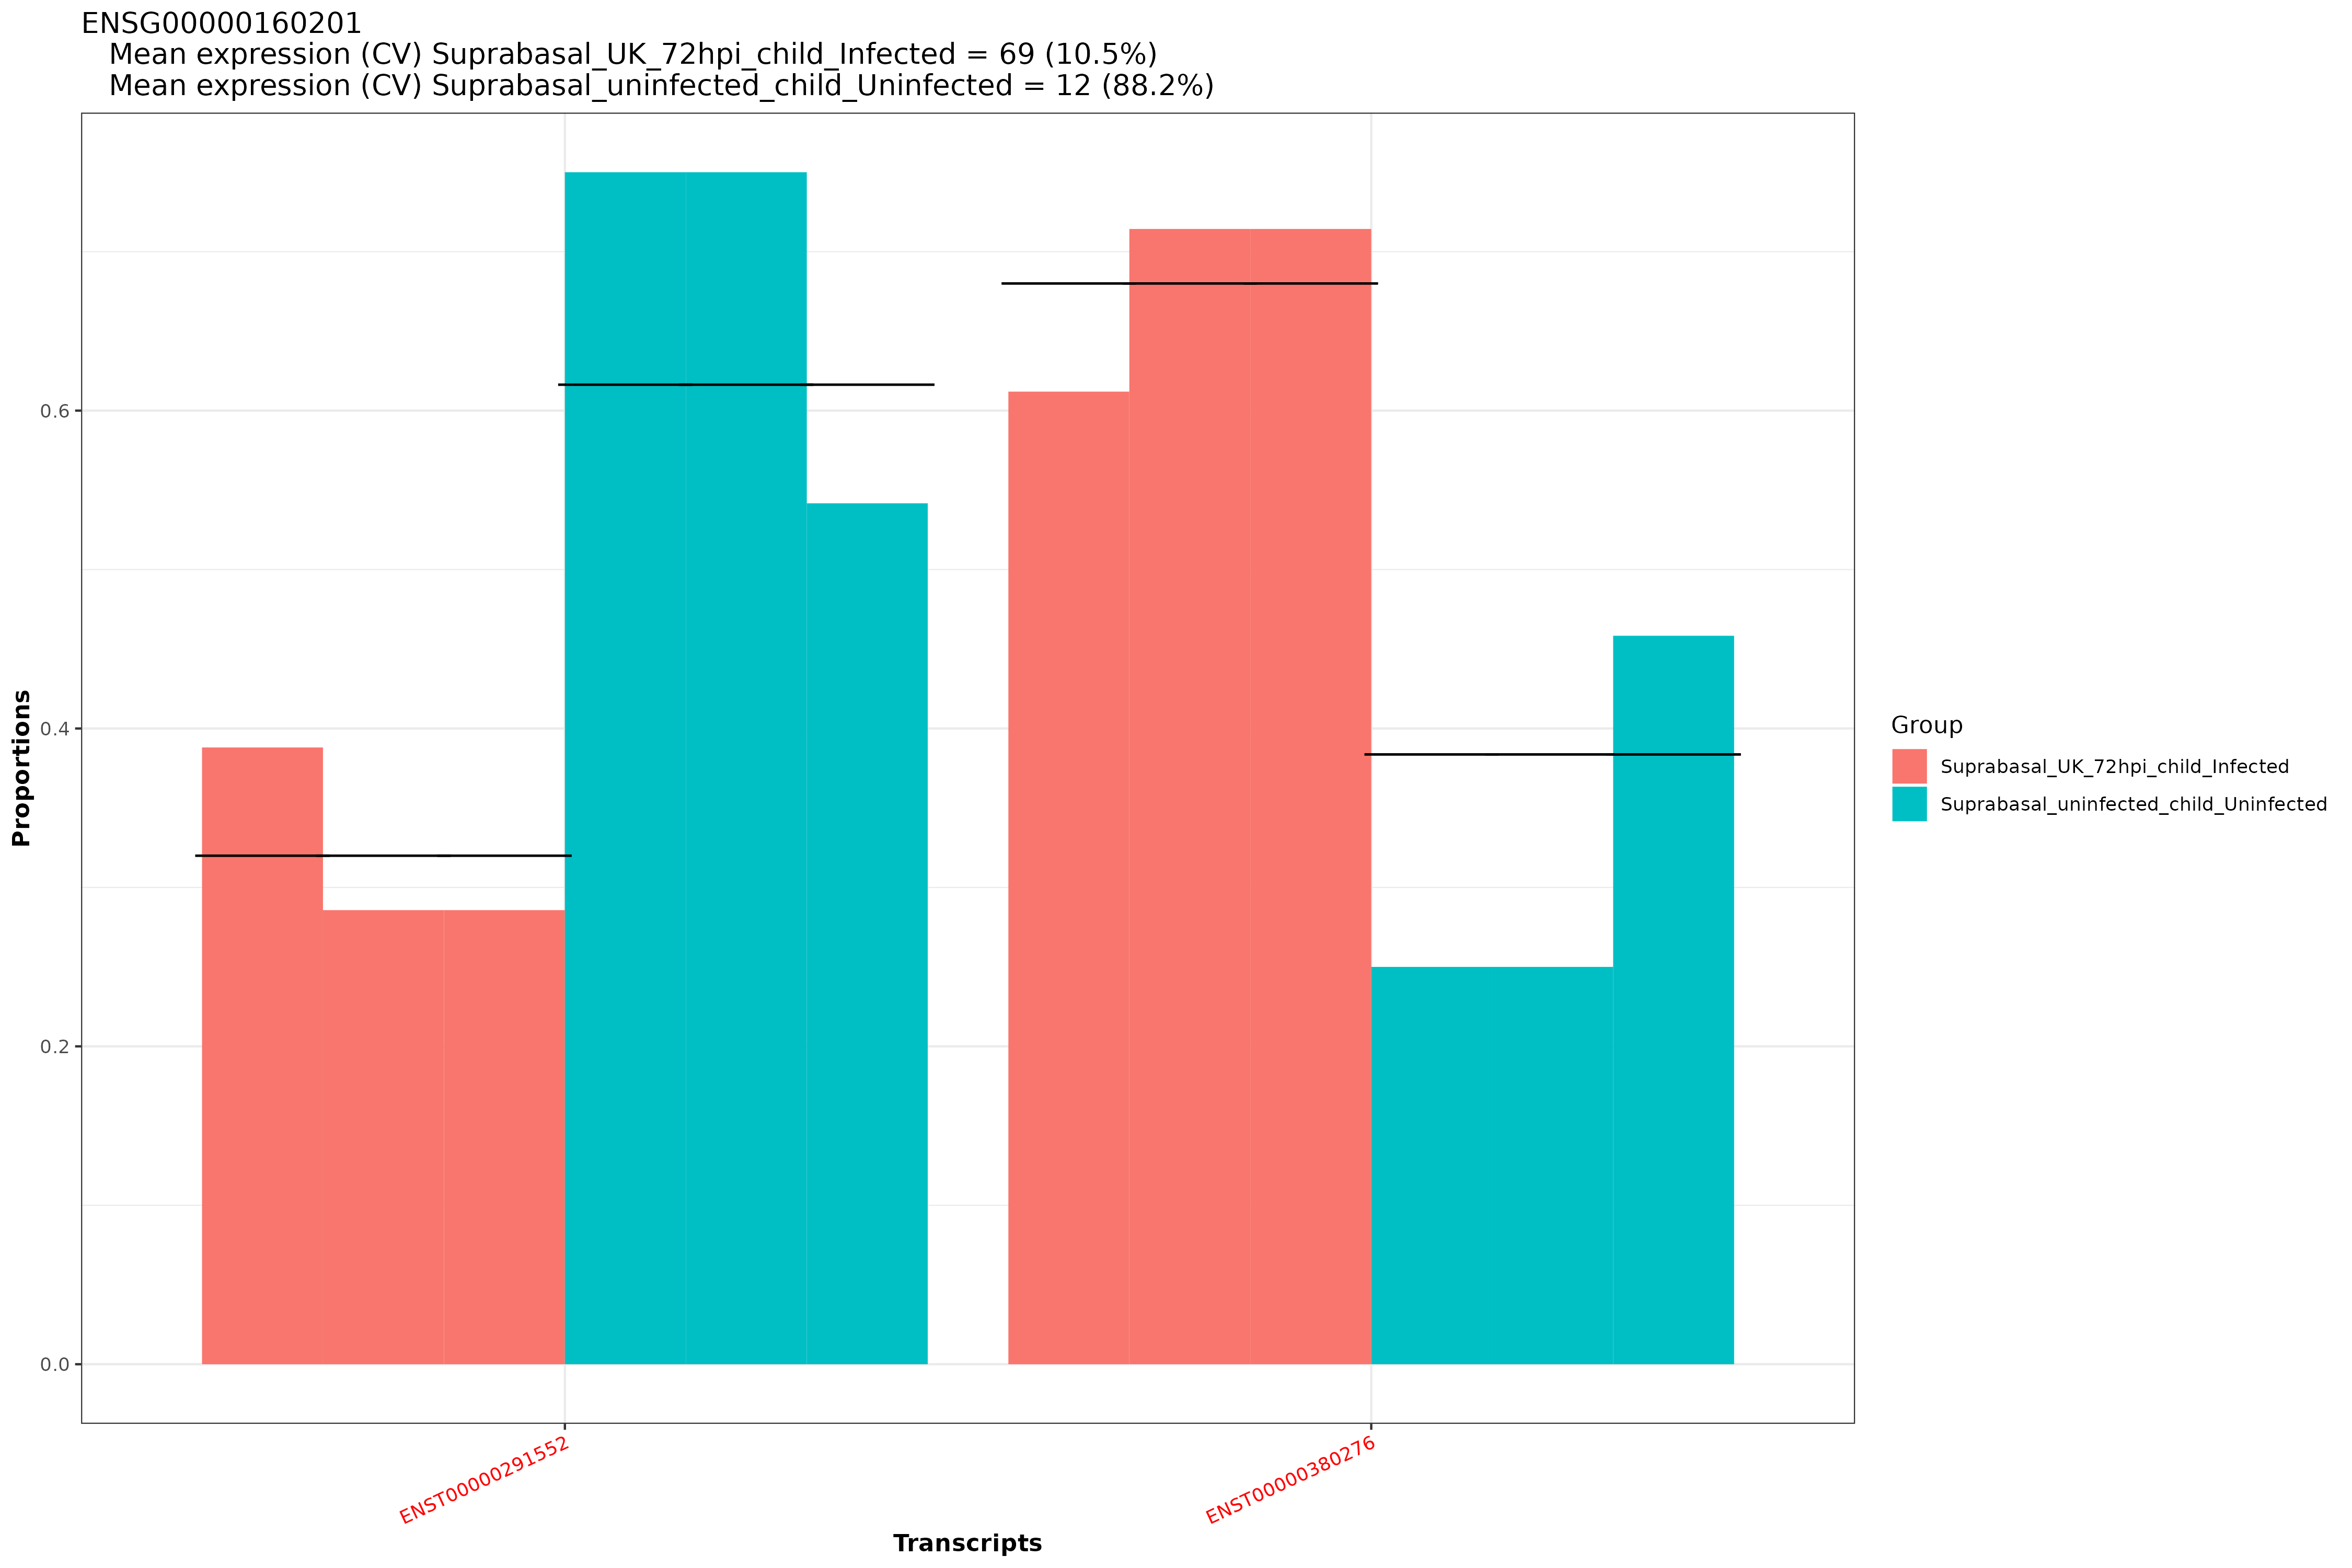 ENSG00000160201
Mean expression (CV) Suprabasal_UK_72hpi_child_Infected = 69 (10.5%)
Mean expression (CV) Suprabasal_uninfected_child_Uninfected = 12 (88.2%)
Proportions
0.6
0.4
0.2
0.0
ENST00000291552
ENST00000380276
Transcripts
Group
Suprabasal_UK_72hpi_child_Infected
Suprabasal_uninfected_child_Uninfected